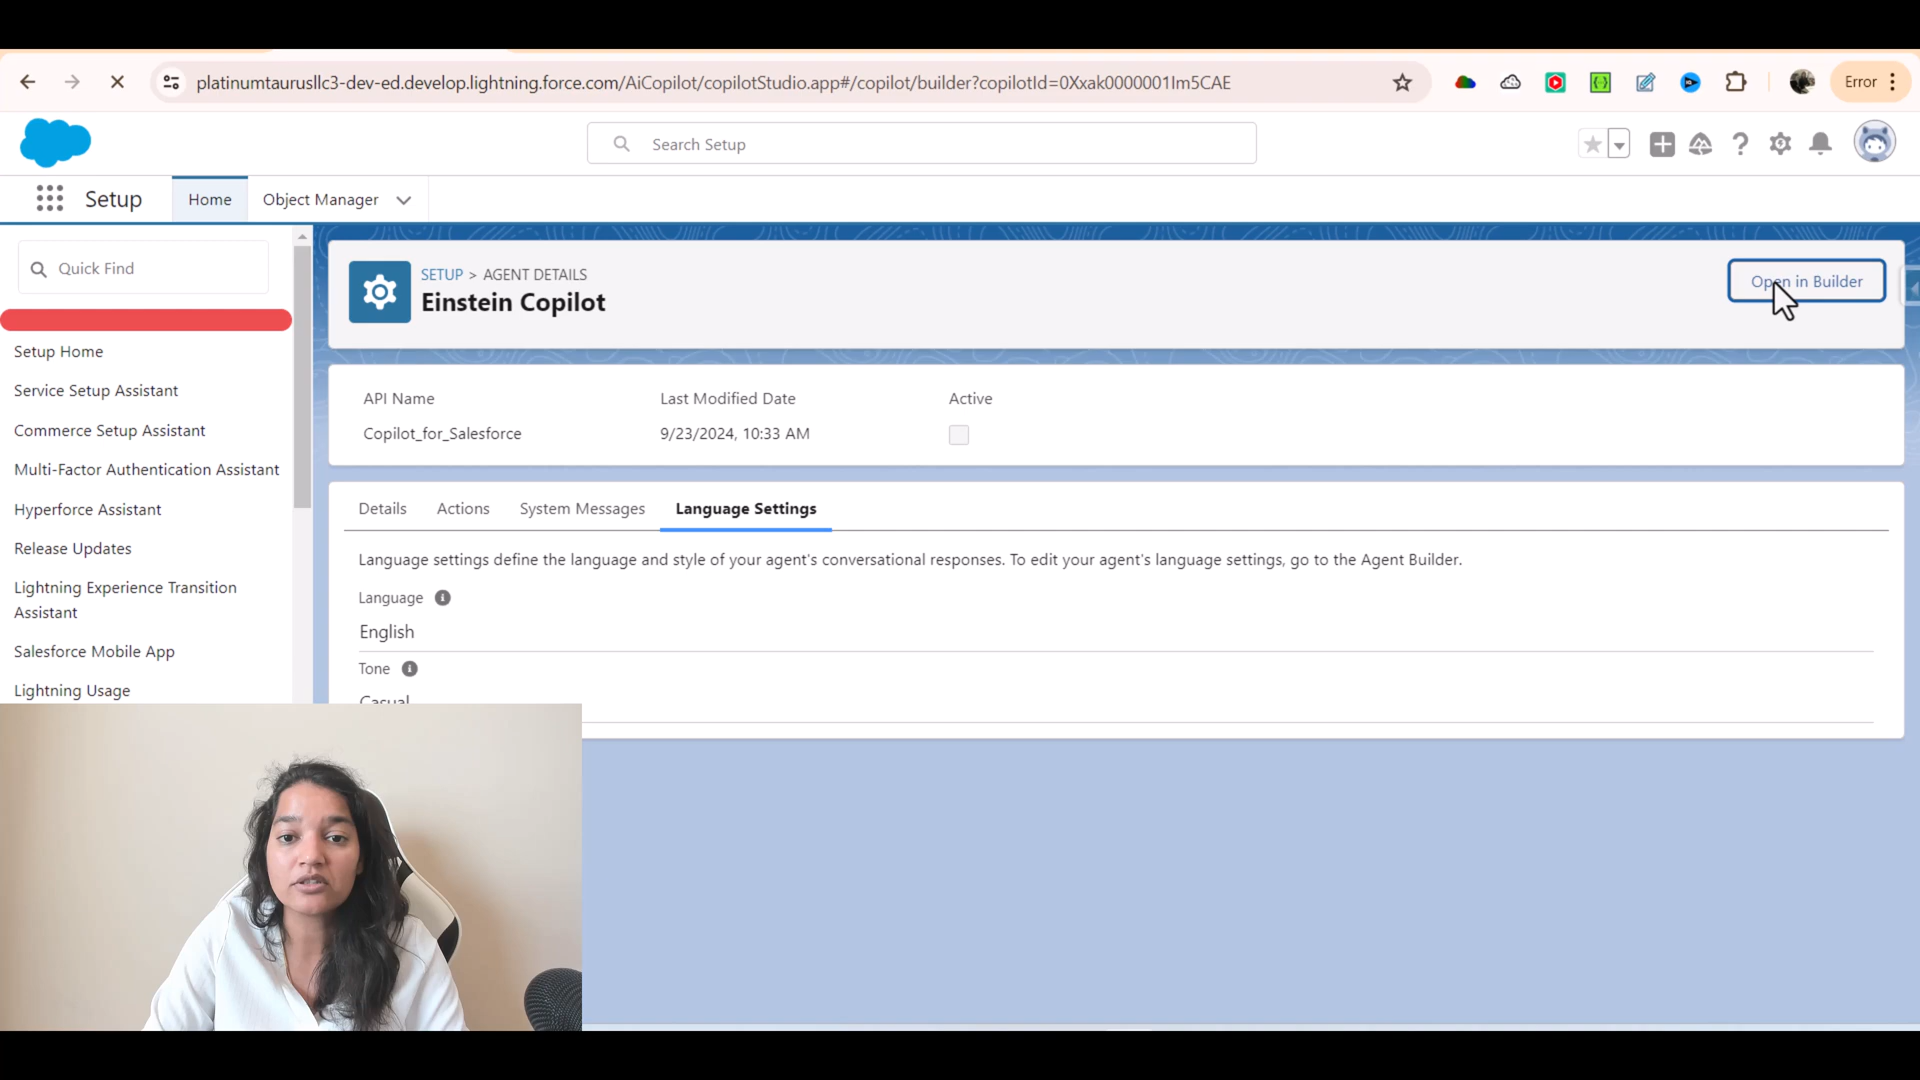 platinumtaurusllc3-dev-ed.develop.lightning.force.com/AiCopilot/copilotStudio.app#/copilot/builder?copilotId=0Xxak0000001Im5CAE
Error
Search Setup
Setup
Home
Object Manager
Quick Find
Setup Home
Service Setup Assistant
Commerce Setup Assistant
Multi-Factor Authentication Assistant
Hyperforce Assistant
Release Updates
Lightning Experience Transition
Assistant
Salesforce Mobile App
Lightning Usage
SETUP > AGENT DETAILS
Einstein Copilot
Open in Builder
API Name
Last Modified Date
Active
Copilot_for_Salesforce
9/23/2024, 10:33 AM
Details
Actions
System Messages
Language Settings
Language settings define the language and style of your agent's conversational responses. To edit your agent's language settings, go to the Agent Builder.
Language
English
Tone
Casual